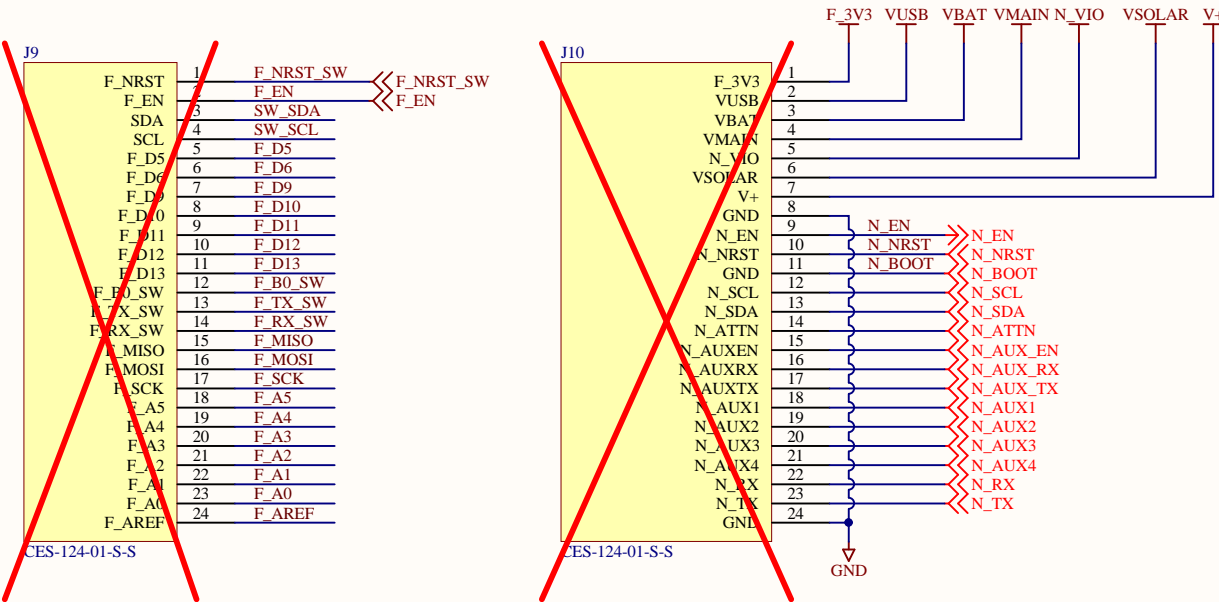 F_3V3 VUSB VBAT VMAIN N_VIO VSOLAR V+
J9
F_NRST 1 F_NRST_SW F_NRST_SW
F_EN 2 F_EN F_EN
SDA 3 SW_SDA
SCL 4 SW_SCL
F_D5 5 F_D5
F_D6 6 F_D6
F_D9 7 F_D9
F_D10 8 F_D10
F_D11 9 F_D11
F_D12 10 F_D12
F_D13 11 F_D13
F_B0_SW 12 F_B0_SW
F_TX_SW 13 F_TX_SW
F_RX_SW 14 F_RX_SW
F_MISO 15 F_MISO
F_MOSI 16 F_MOSI
F_SCK 17 F_SCK
F_A5 18 F_A5
F_A4 19 F_A4
F_A3 20 F_A3
F_A2 21 F_A2
F_A1 22 F_A1
F_A0 23 F_A0
F_AREF 24 F_AREF
CES-124-01-S-S
J10
F_3V3 1
VUSB 2
VBAT 3
VMAIN 4
N_VIO 5
VSOLAR 6
V+ 7
GND 8
N_EN 9 N_EN N_EN
N_NRST 10 N_NRST N_NRST
GND 11 N_BOOT N_BOOT
N_SCL 12 N_SCL
N_SDA 13 N_SDA
N_ATTN 14 N_ATTN
N_AUXEN 15 N_AUX_EN
N_AUXRX 16 N_AUX_RX
N_AUXTX 17 N_AUX_TX
N_AUX1 18 N_AUX1
N_AUX2 19 N_AUX2
N_AUX3 20 N_AUX3
N_AUX4 21 N_AUX4
N_RX 22 N_RX
N_TX 23 N_TX
GND 24
CES-124-01-S-S
GND